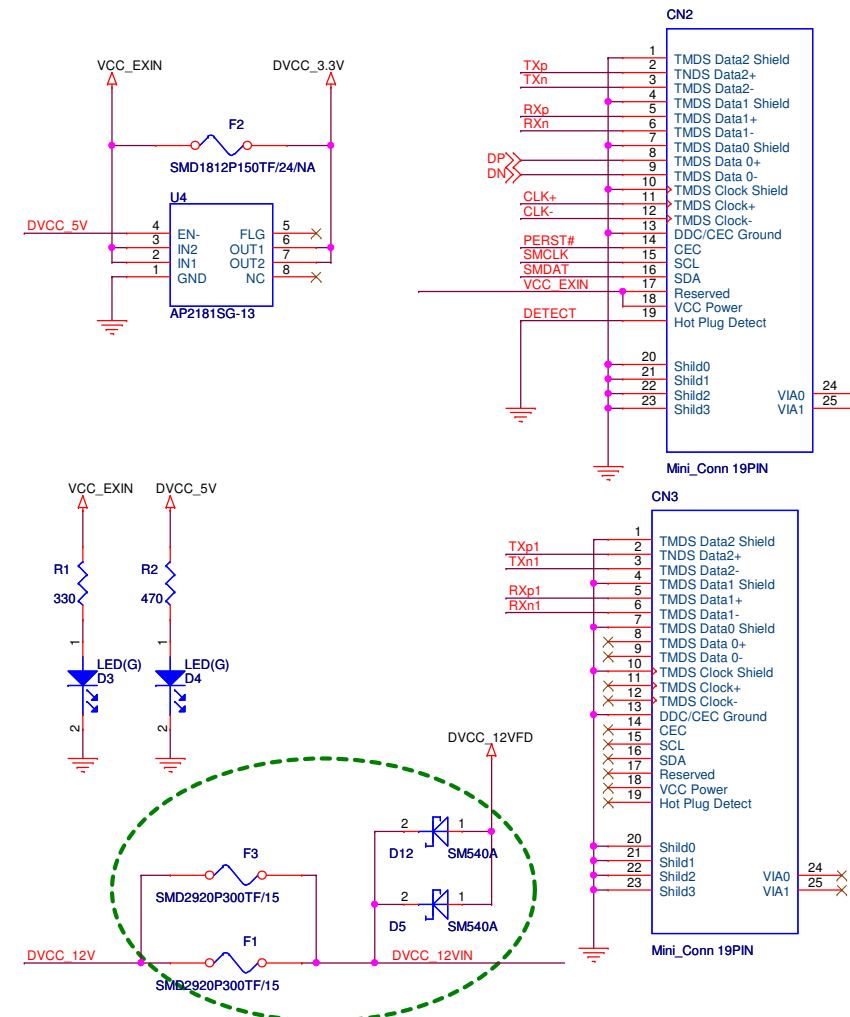 VCC_EXIN
DVCC_3.3V
F2
SMD1812P150TF/24/NA
U4
DVCC_5V
4 EN- FLG 5
3 IN2 OUT1 6
2 IN1 OUT2 7
1 GND NC 8
AP2181SG-13
CN2
1 TMDS Data2 Shield
TXp 2 TNDS Data2+
TXn 3 TMDS Data2-
4 TMDS Data1 Shield
RXp 5 TMDS Data1+
RXn 6 TMDS Data1-
7 TMDS Data0 Shield
DP 8 TMDS Data 0+
DN 9 TMDS Data 0-
10 TMDS Clock Shield
CLK+ 11 TMDS Clock+
CLK- 12 TMDS Clock-
13 DDC/CEC Ground
PERST# 14 CEC
SMCLK 15 SCL
SMDAT 16 SDA
VCC_EXIN 17 Reserved
18 VCC Power
DETECT 19 Hot Plug Detect
20 Shild0
21 Shild1
22 Shild2 VIA0 24
23 Shild3 VIA1 25
Mini_Conn 19PIN
VCC_EXIN
DVCC_5V
R1
330
R2
470
1
LED(G)
D3
2
1
LED(G)
D4
2
CN3
1 TMDS Data2 Shield
TXp1 2 TNDS Data2+
TXn1 3 TMDS Data2-
4 TMDS Data1 Shield
RXp1 5 TMDS Data1+
RXn1 6 TMDS Data1-
7 TMDS Data0 Shield
8 TMDS Data 0+
9 TMDS Data 0-
10 TMDS Clock Shield
11 TMDS Clock+
12 TMDS Clock-
13 DDC/CEC Ground
14 CEC
15 SCL
16 SDA
17 Reserved
18 VCC Power
19 Hot Plug Detect
20 Shild0
21 Shild1
22 Shild2 VIA0 24
23 Shild3 VIA1 25
Mini_Conn 19PIN
DVCC_12VFD
2 1
D12 SM540A
2 1
D5 SM540A
F3
SMD2920P300TF/15
DVCC_12V
F1
DVCC_12VIN
SMD2920P300TF/15